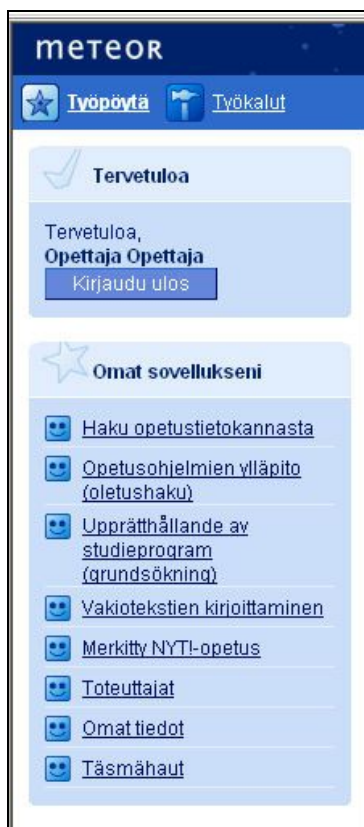 meteor
Työpöytä Työkalut
Tervetuloa
Tervetuloa,
Opettaja Opettaja
Kirjaudu ulos
Omat sovellukseni
Haku opetustietokannasta
Opetusohjelmien ylläpito
(oletushaku)
Upprätthållande av
studieprogram
(grundsökning)
Vakiotekstien kirjoittaminen
Merkitty NYT!-opetus
Toteuttajat
Omat tiedot
Täsmähaut